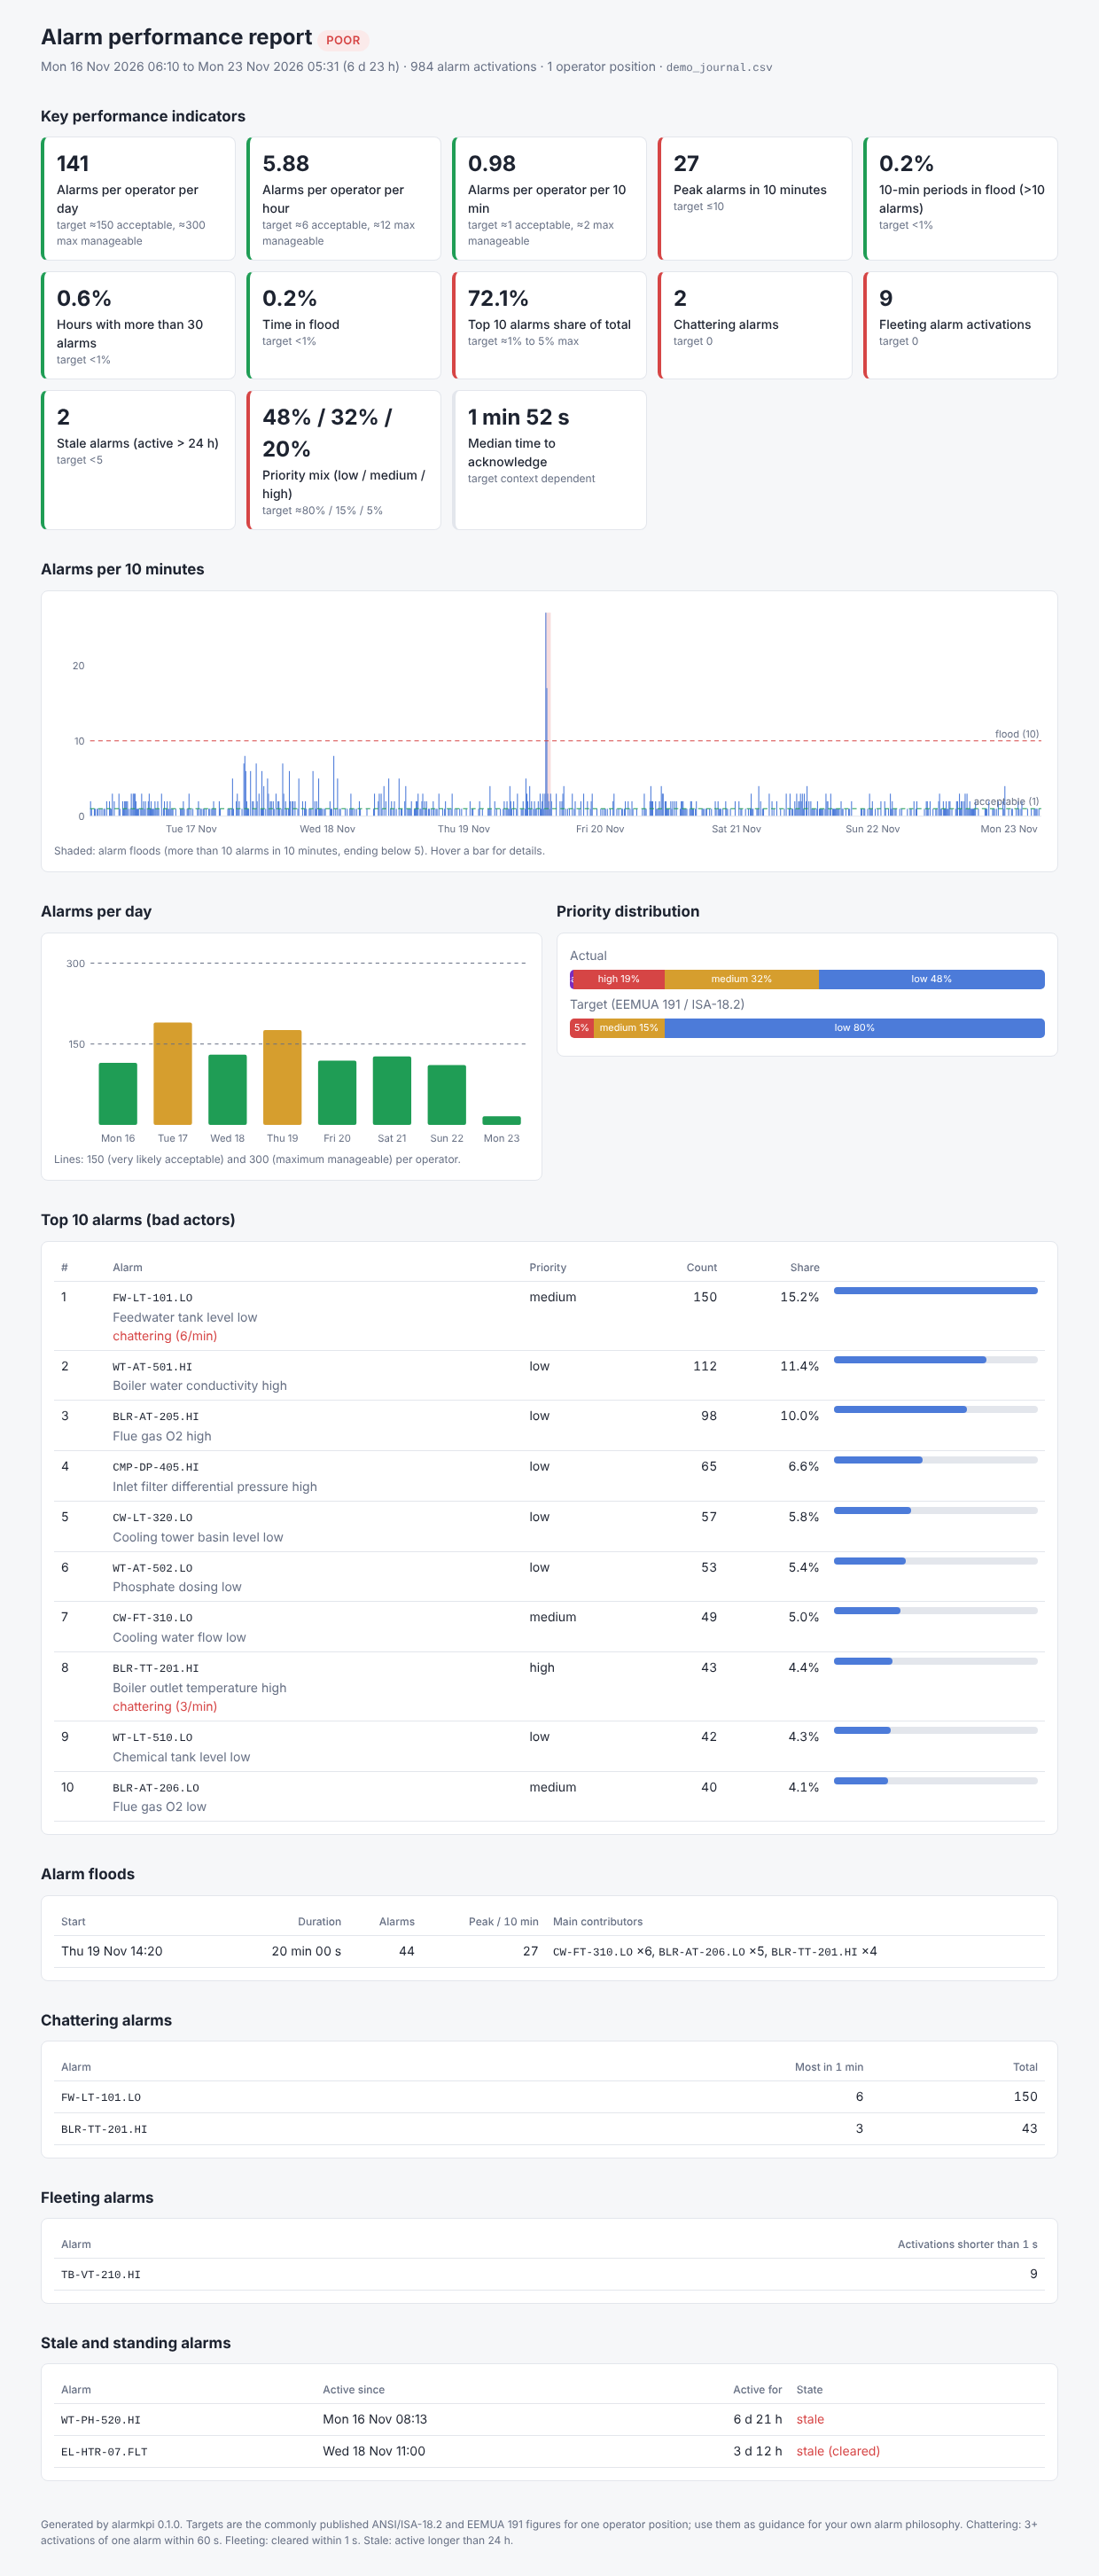 Alarm performance report POOR
Mon 16 Nov 2026 06:10 to Mon 23 Nov 2026 05:31 (6 d 23 h) · 984 alarm activations · 1 operator position · demo_journal.csv
Key performance indicators
141
Alarms per operator per
day
target ≈150 acceptable, ≈300
max manageable
5.88
Alarms per operator per
hour
target ≈6 acceptable, ≈12 max
manageable
0.98
Alarms per operator per 10
min
target ≈1 acceptable, ≈2 max
manageable
27
Peak alarms in 10 minutes
target ≤10
0.2%
10-min periods in flood (>10
alarms)
target <1%
0.6%
Hours with more than 30
alarms
target <1%
0.2%
Time in flood
target <1%
72.1%
Top 10 alarms share of total
target ≈1% to 5% max
2
Chattering alarms
target 0
9
Fleeting alarm activations
target 0
2
Stale alarms (active > 24 h)
target <5
48% / 32% /
20%
Priority mix (low / medium /
high)
target ≈80% / 15% / 5%
1 min 52 s
Median time to
acknowledge
target context dependent
Alarms per 10 minutes
20
10
0
flood (10)
acceptable (1)
Tue 17 Nov Wed 18 Nov Thu 19 Nov Fri 20 Nov Sat 21 Nov Sun 22 Nov Mon 23 Nov
Shaded: alarm floods (more than 10 alarms in 10 minutes, ending below 5). Hover a bar for details.
Alarms per day
300
150
Mon 16 Tue 17 Wed 18 Thu 19 Fri 20 Sat 21 Sun 22 Mon 23
Lines: 150 (very likely acceptable) and 300 (maximum manageable) per operator.
Priority distribution
Actual
high 19% medium 32% low 48%
Target (EEMUA 191 / ISA-18.2)
5% medium 15% low 80%
Top 10 alarms (bad actors)
# Alarm Priority Count Share
1 FW-LT-101.LO medium 150 15.2%
Feedwater tank level low
chattering (6/min)
2 WT-AT-501.HI low 112 11.4%
Boiler water conductivity high
3 BLR-AT-205.HI low 98 10.0%
Flue gas O2 high
4 CMP-DP-405.HI low 65 6.6%
Inlet filter differential pressure high
5 CW-LT-320.LO low 57 5.8%
Cooling tower basin level low
6 WT-AT-502.LO low 53 5.4%
Phosphate dosing low
7 CW-FT-310.LO medium 49 5.0%
Cooling water flow low
8 BLR-TT-201.HI high 43 4.4%
Boiler outlet temperature high
chattering (3/min)
9 WT-LT-510.LO low 42 4.3%
Chemical tank level low
10 BLR-AT-206.LO medium 40 4.1%
Flue gas O2 low
Alarm floods
Start Duration Alarms Peak / 10 min Main contributors
Thu 19 Nov 14:20 20 min 00 s 44 27 CW-FT-310.LO ×6, BLR-AT-206.LO ×5, BLR-TT-201.HI ×4
Chattering alarms
Alarm Most in 1 min Total
FW-LT-101.LO 6 150
BLR-TT-201.HI 3 43
Fleeting alarms
Alarm Activations shorter than 1 s
TB-VT-210.HI 9
Stale and standing alarms
Alarm Active since Active for State
WT-PH-520.HI Mon 16 Nov 08:13 6 d 21 h stale
EL-HTR-07.FLT Wed 18 Nov 11:00 3 d 12 h stale (cleared)
Generated by alarmkpi 0.1.0. Targets are the commonly published ANSI/ISA-18.2 and EEMUA 191 figures for one operator position; use them as guidance for your own alarm philosophy. Chattering: 3+
activations of one alarm within 60 s. Fleeting: cleared within 1 s. Stale: active longer than 24 h.